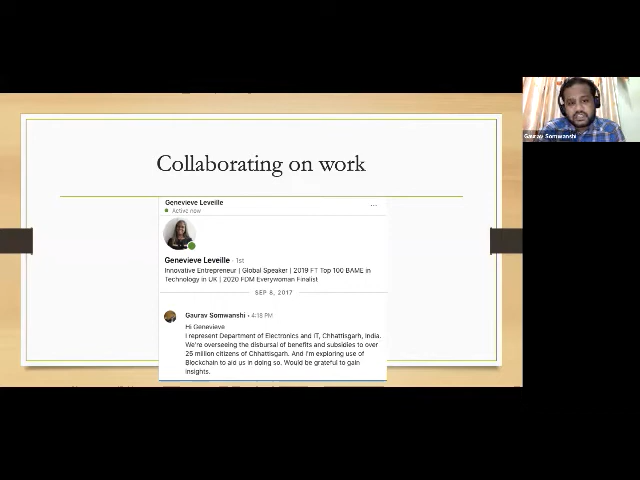 Collaborating on work
Genevieve Leveille
Active now
...
Genevieve Leveille · 1st
Innovative Entrepreneur | Global Speaker | 2019 FT Top 100 BAME in
Technology in UK | 2020 FDM Everywoman Finalist
SEP 8, 2017
Gaurav Somwanshi • 4:18 PM
Hi Genevieve
I represent Department of Electronics and IT, Chhattisgarh, India.
We're overseeing the disbursal of benefits and subsidies to over
25 million citizens of Chhattisgarh. And I'm exploring use of
Blockchain to aid us in doing so. Would be grateful to gain
insights.
Gaurav Somwanshi